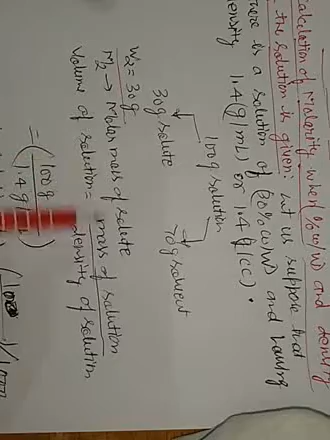 Calculation of Molarity when (% w/W) and density
of the solution is given: Let us suppose that
there is a solution of (30% w/W) and having
density 1.4 (g/mL) or 1.4 g/cc.
100g solution
30g solute 70g solvent
W2 = 30g
M2 → Molar mass of solute
Volume of solution = mass of solution
density of solution
= (100g
1.4 g/mL)